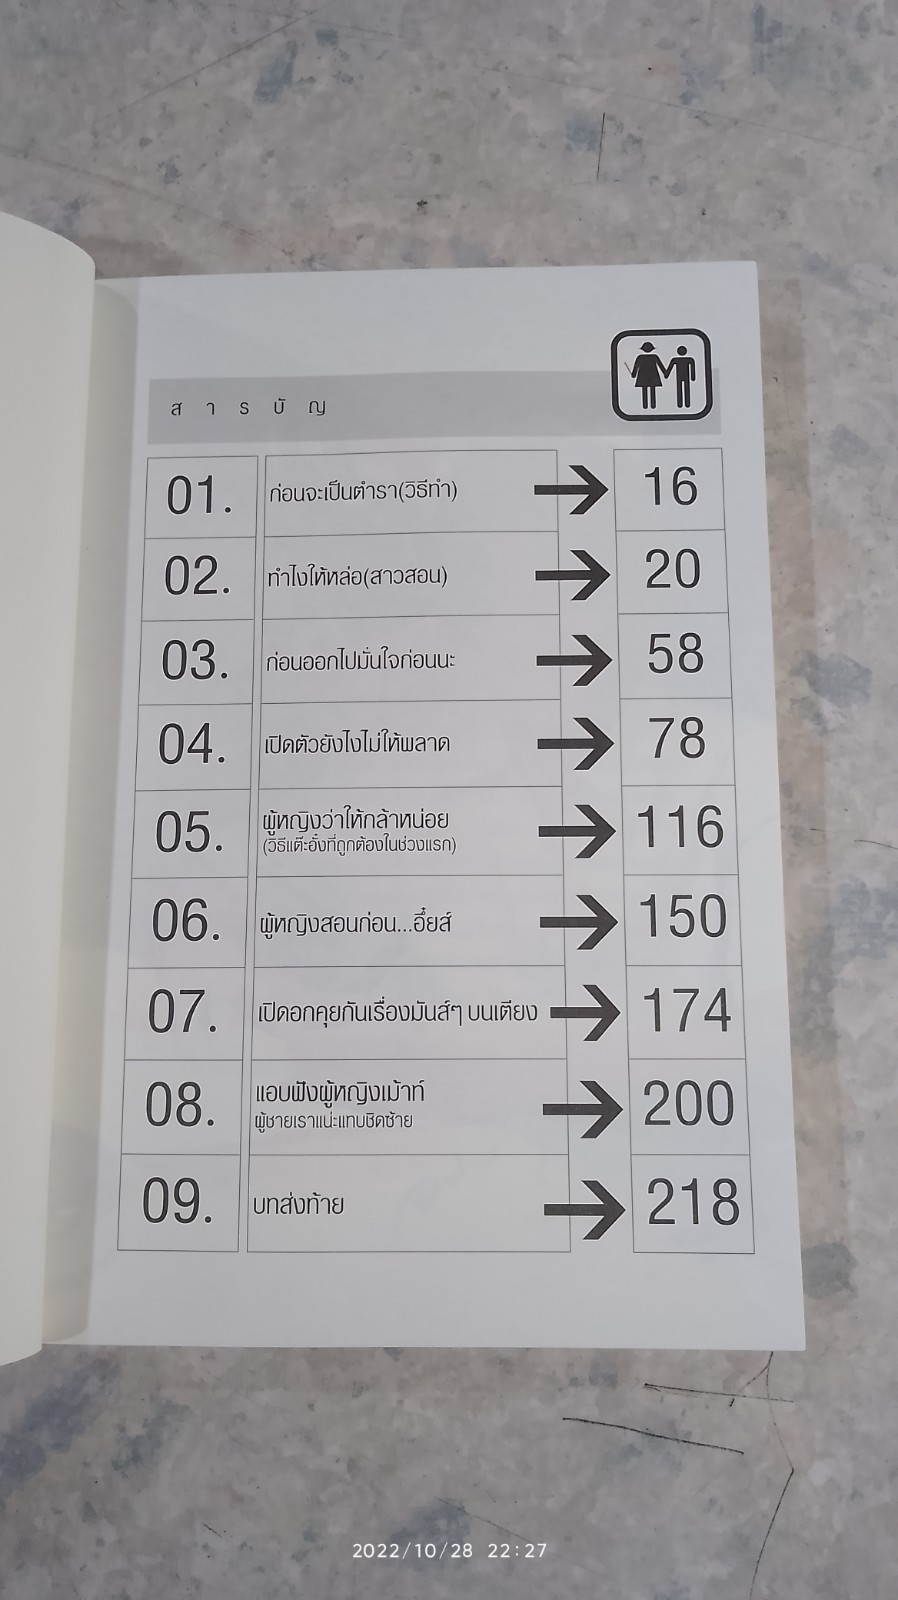 ส า ร บั ญ
01. ก่อนจะเป็นตำรา(วิธีทำ) 16
02. ทำไงให้หล่อ(สาวสอน) 20
03. ก่อนออกไปมั่นใจก่อนนะ 58
04. เปิดตัวยังไงไม่ให้พลาด 78
05. ผู้หญิงว่าให้กล้าหน่อย 116
(วิธีแต๊ะอั๋งที่ถูกต้องในช่วงแรก)
06. ผู้หญิงสอนก่อน...อึ๋ยส์ 150
07. เปิดอกคุยกันเรื่องมันส์ๆ บนเตียง 174
08. แอบฟังผู้หญิงเม้าท์ 200
ผู้ชายเราแน่ะแทบชิดซ้าย
09. บทส่งท้าย 218
2022/10/28 22:27